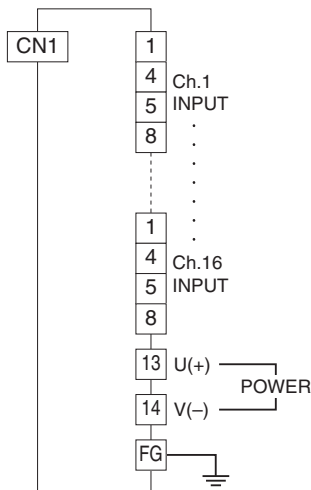 CN1
1
4
5
8
Ch.1
INPUT
1
4
5
8
Ch.16
INPUT
13 U(+)
14 V(–)
POWER
FG